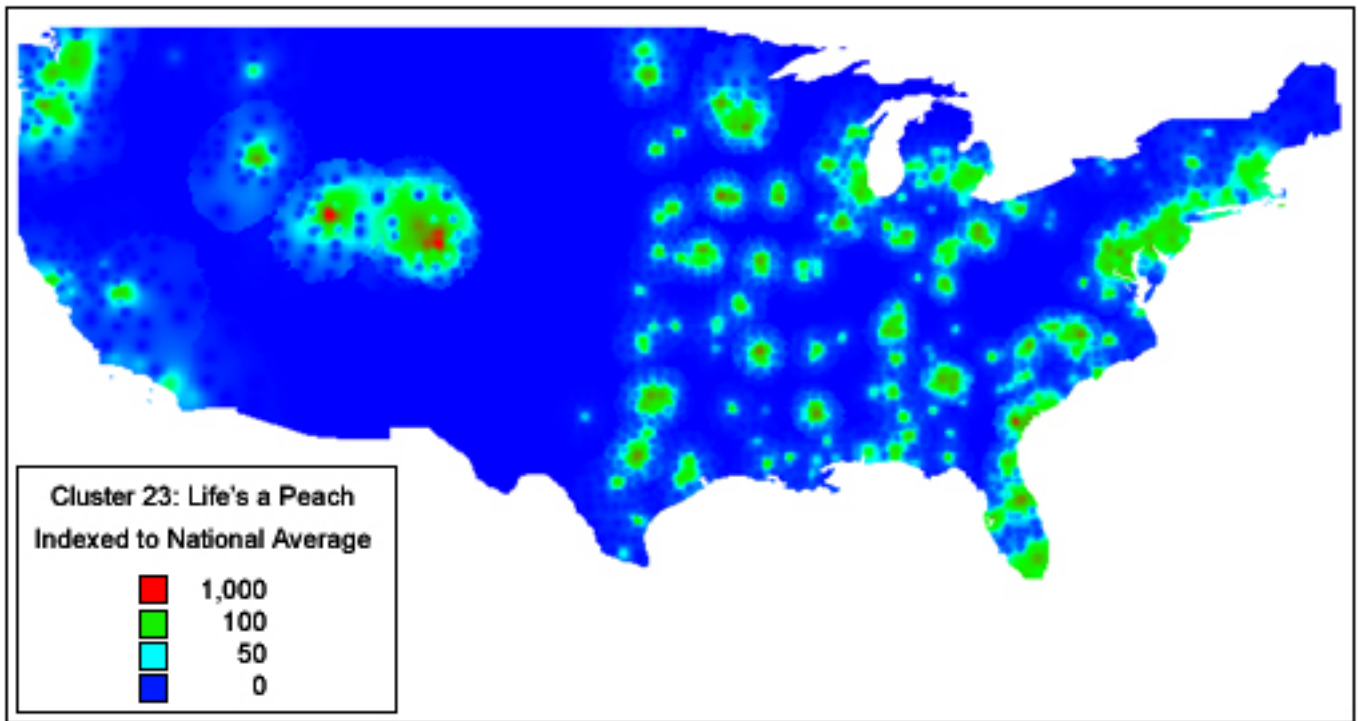 Cluster 23: Life's a Peach
Indexed to National Average
1,000
100
50
0